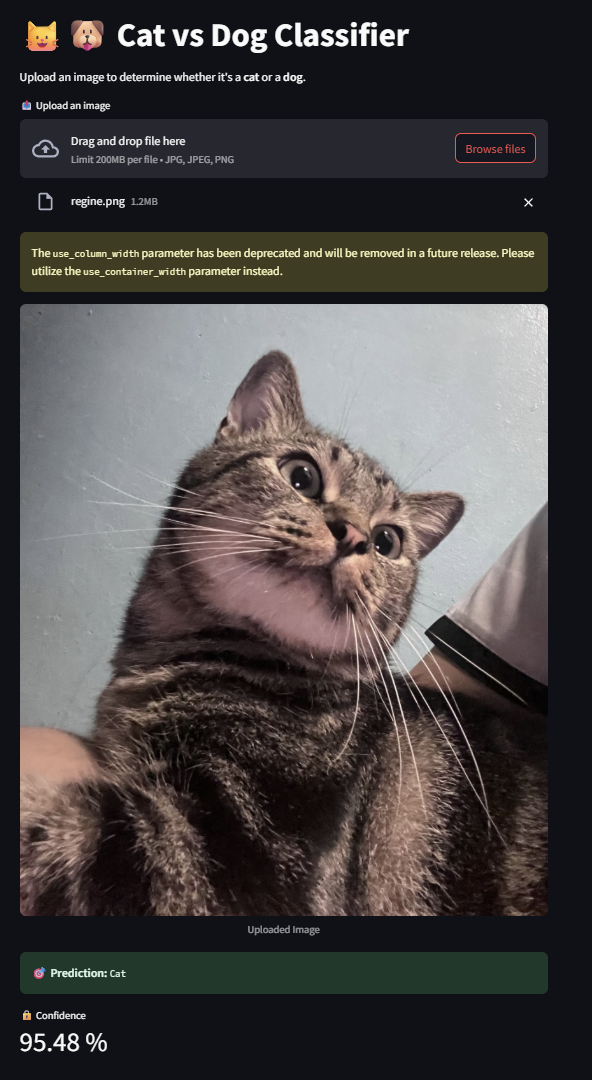 Cat vs Dog Classifier
Upload an image to determine whether it's a cat or a dog.
Upload an image
Drag and drop file here
Limit 200MB per file • JPG, JPEG, PNG
Browse files
regine.png 1.2MB
The use_column_width parameter has been deprecated and will be removed in a future release. Please
utilize the use_container_width parameter instead.
Uploaded Image
Prediction: Cat
Confidence
95.48 %